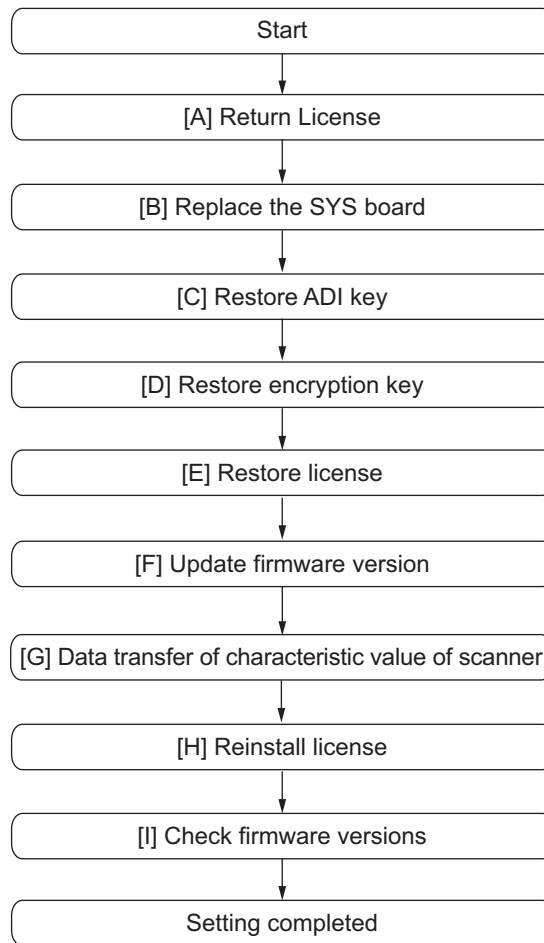 Start
[A] Return License
[B] Replace the SYS board
[C] Restore ADI key
[D] Restore encryption key
[E] Restore license
[F] Update firmware version
[G] Data transfer of characteristic value of scanner
[H] Reinstall license
[I] Check firmware versions
Setting completed